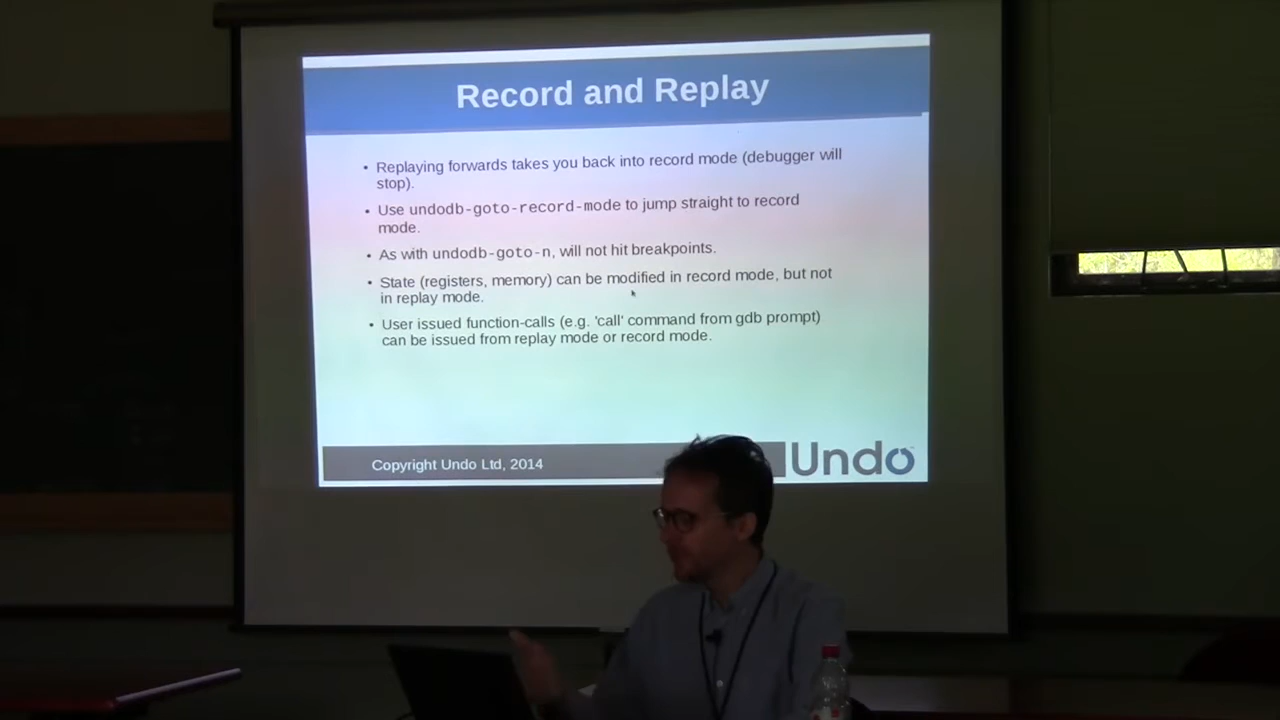 Record and Replay
• Replaying forwards takes you back into record mode (debugger will
stop).
• Use undodb-goto-record-mode to jump straight to record
mode.
• As with undodb-goto-n, will not hit breakpoints.
• State (registers, memory) can be modified in record mode, but not
in replay mode.
• User issued function-calls (e.g. 'call' command from gdb prompt)
can be issued from replay mode or record mode.
Copyright Undo Ltd, 2014
Undo